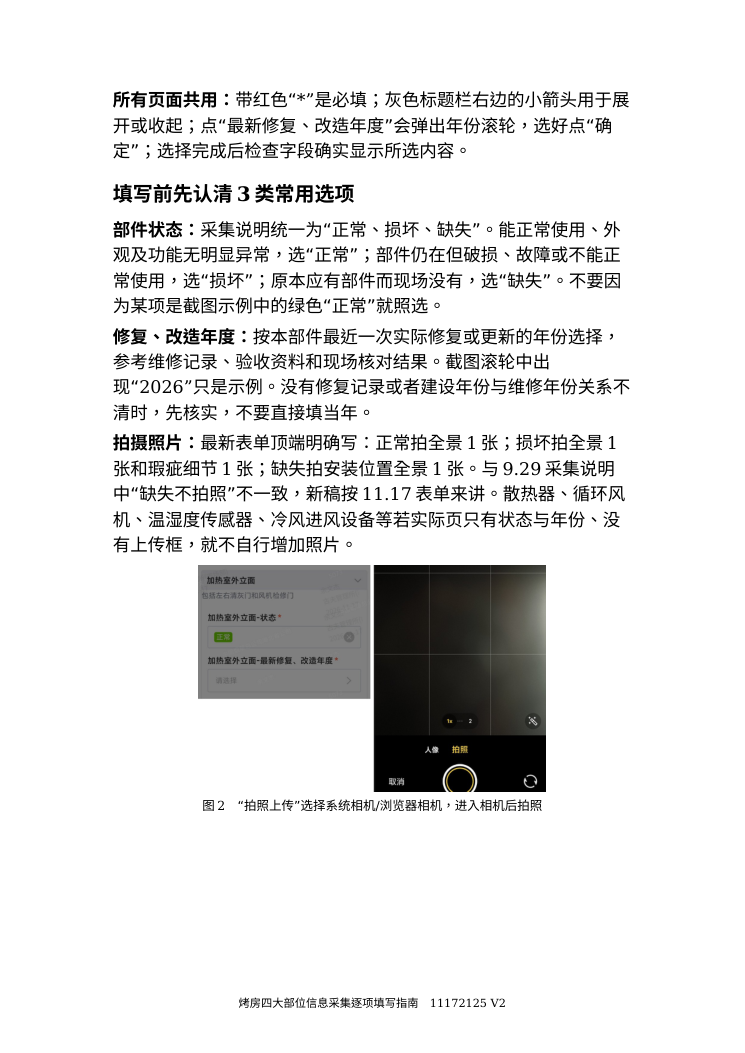 所有页面共用：带红色“*”是必填；灰色标题栏右边的小箭头用于展
开或收起；点“最新修复、改造年度”会弹出年份滚轮，选好点“确
定”；选择完成后检查字段确实显示所选内容。
填写前先认清 3 类常用选项
部件状态：采集说明统一为“正常、损坏、缺失”。能正常使用、外
观及功能无明显异常，选“正常”；部件仍在但破损、故障或不能正
常使用，选“损坏”；原本应有部件而现场没有，选“缺失”。不要因
为某项是截图示例中的绿色“正常”就照选。
修复、改造年度：按本部件最近一次实际修复或更新的年份选择，
参考维修记录、验收资料和现场核对结果。截图滚轮中出
现“2026”只是示例。没有修复记录或者建设年份与维修年份关系不
清时，先核实，不要直接填当年。
拍摄照片：最新表单顶端明确写：正常拍全景 1 张；损坏拍全景 1
张和瑕疵细节 1 张；缺失拍安装位置全景 1 张。与 9.29 采集说明
中“缺失不拍照”不一致，新稿按 11.17 表单来讲。散热器、循环风
机、温湿度传感器、冷风进风设备等若实际页只有状态与年份、没
有上传框，就不自行增加照片。
加热室外立面
包括左右清灰门和风机检修门
加热室外立面-状态 *
正常
加热室外立面-最新修复、改造年度 *
请选择
1x 2
人像 拍照
取消
图 2 “拍照上传”选择系统相机/浏览器相机，进入相机后拍照
烤房四大部位信息采集逐项填写指南 11172125 V2